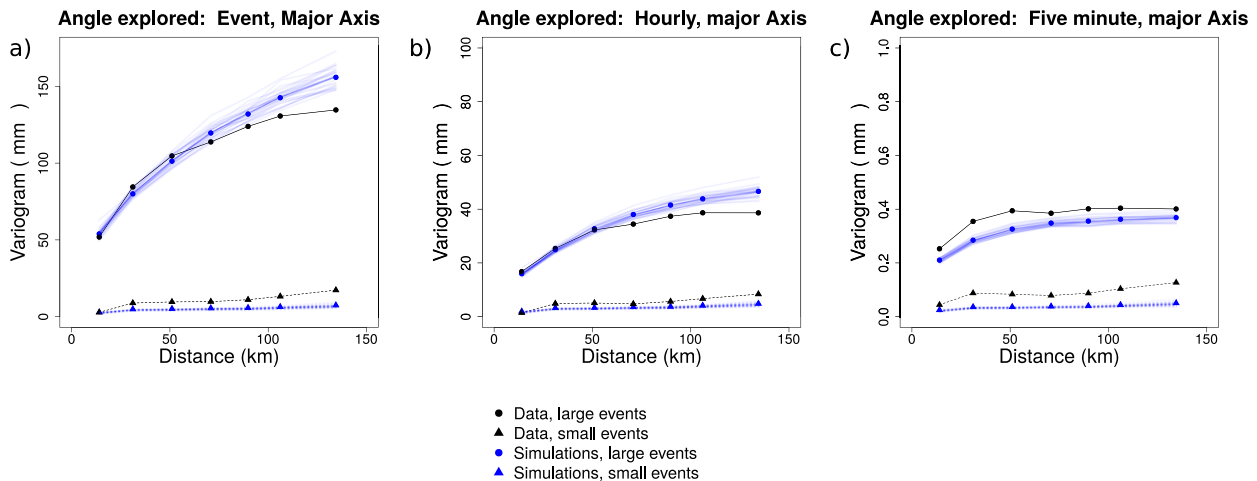 Angle explored:  Event, Major Axis
Angle explored:  Hourly, major Axis
Angle explored:  Five minute, major Axis
a)
b)
c)
Variogram ( mm )
0
50
100
150
0
50
100
150
Distance (km)
Variogram ( mm )
0
20
40
60
80
100
0
50
100
150
Distance (km)
Variogram ( mm )
0.0
0.2
0.4
0.6
0.8
1.0
0
50
100
150
Distance (km)
Data, large events
Data, small events
Simulations, large events
Simulations, small events